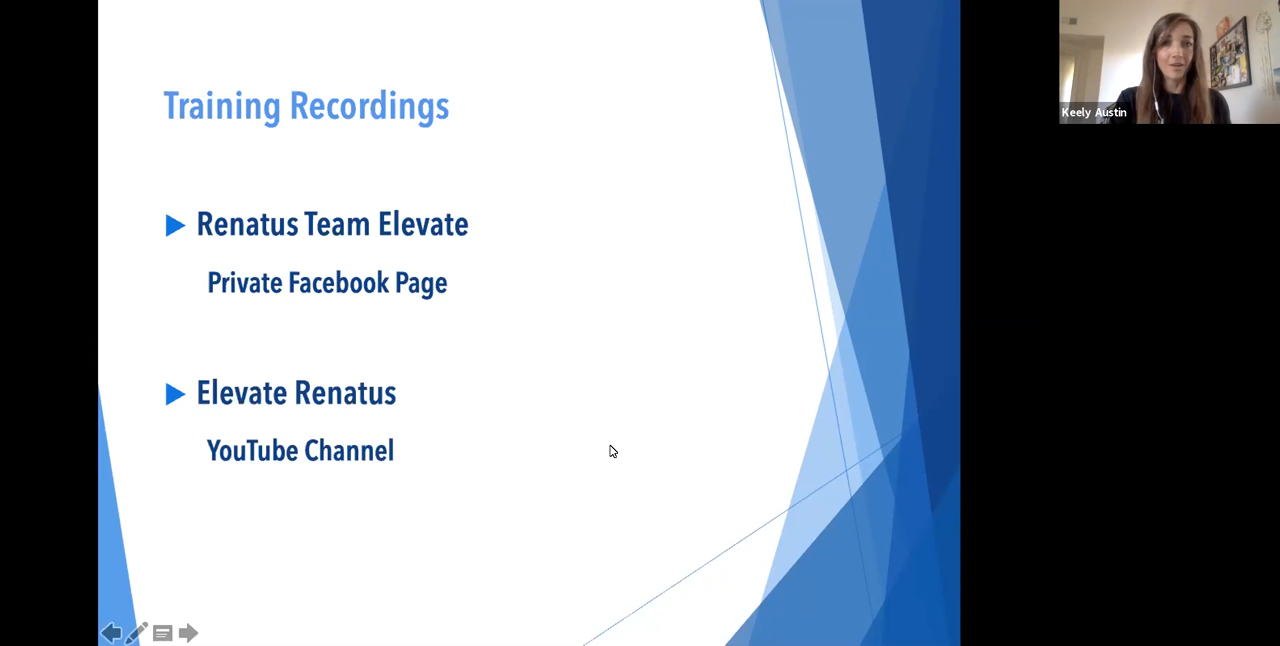 Training Recordings
Renatus Team Elevate
Private Facebook Page
Elevate Renatus
YouTube Channel
Keely Austin